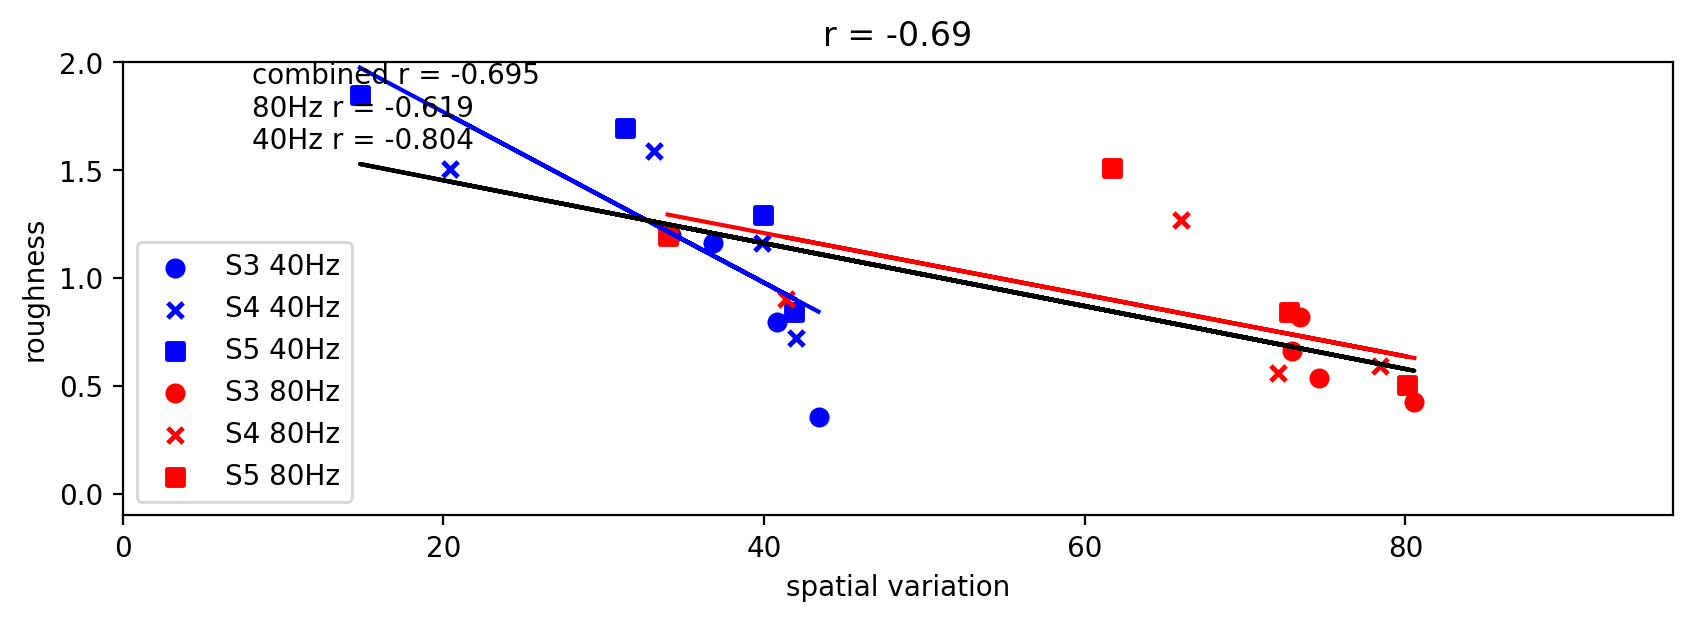 r = -0.69
combined r = -0.695
80Hz r = -0.619
40Hz r = -0.804
2.0
1.5
1.0
0.5
0.0
roughness
S3 40Hz
S4 40Hz
S5 40Hz
S3 80Hz
S4 80Hz
S5 80Hz
0 20 40 60 80
spatial variation